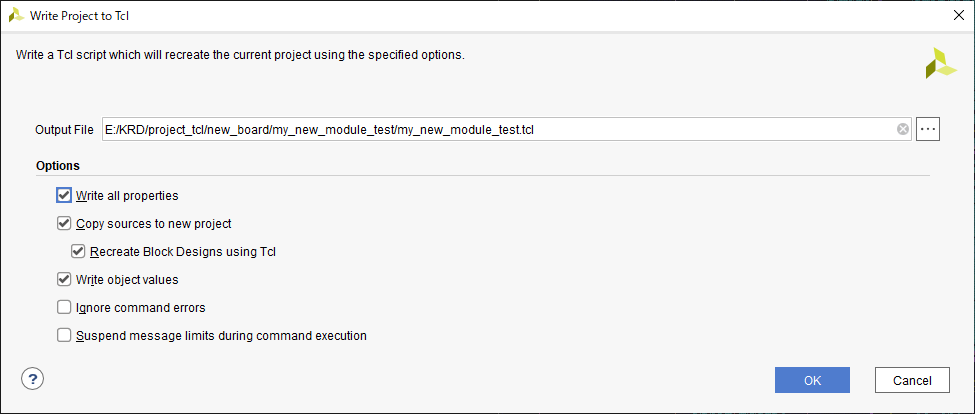 Write Project to Tcl
Write a Tcl script which will recreate the current project using the specified options.
Output File E:/KRD/project_tcl/new_board/my_new_module_test/my_new_module_test.tcl ...
Options
Write all properties
Copy sources to new project
Recreate Block Designs using Tcl
Write object values
Ignore command errors
Suspend message limits during command execution
? OK Cancel